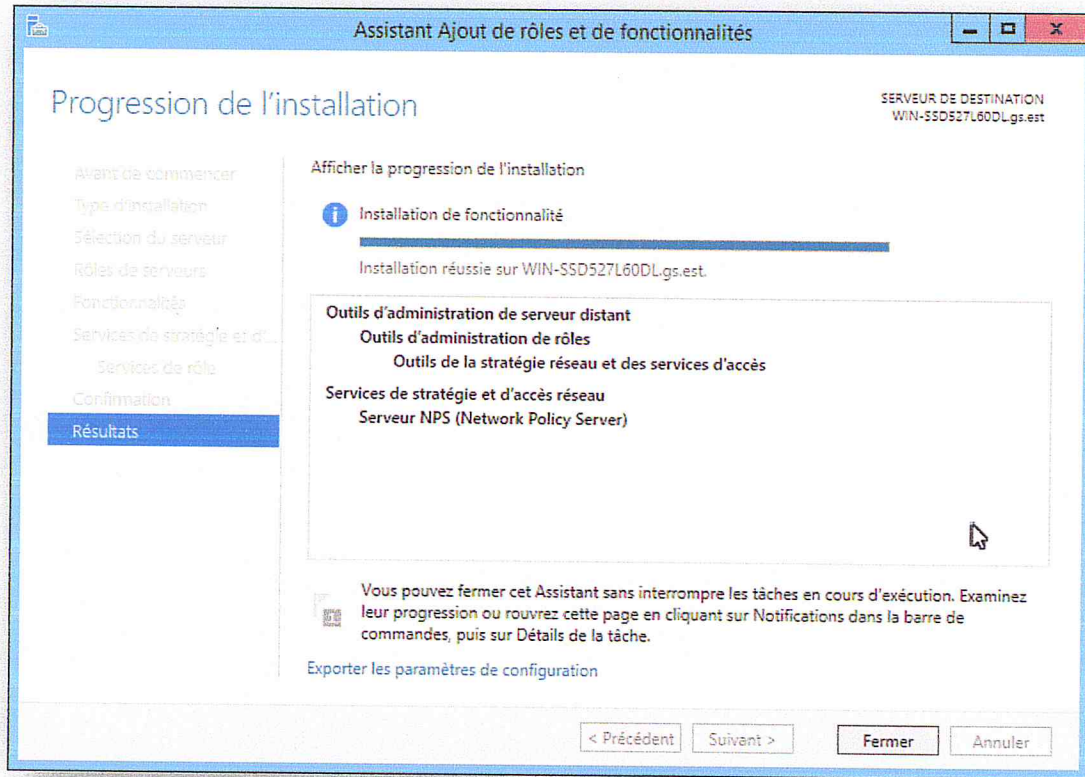 Assistant Ajout de rôles et de fonctionnalités
Progression de l'installation
SERVEUR DE DESTINATION
WIN-SSD527L60DL.gs.est
Avant de commencer
Type d'installation
Sélection du serveur
Rôles de serveurs
Fonctionnalités
Services de stratégie et d'...
Services de rôle
Confirmation
Résultats
Afficher la progression de l'installation
Installation de fonctionnalité
Installation réussie sur WIN-SSD527L60DL.gs.est.
Outils d'administration de serveur distant
Outils d'administration de rôles
Outils de la stratégie réseau et des services d'accès
Services de stratégie et d'accès réseau
Serveur NPS (Network Policy Server)
Vous pouvez fermer cet Assistant sans interrompre les tâches en cours d'exécution. Examinez
leur progression ou rouvrez cette page en cliquant sur Notifications dans la barre de
commandes, puis sur Détails de la tâche.
Exporter les paramètres de configuration
< Précédent
Suivant >
Fermer
Annuler